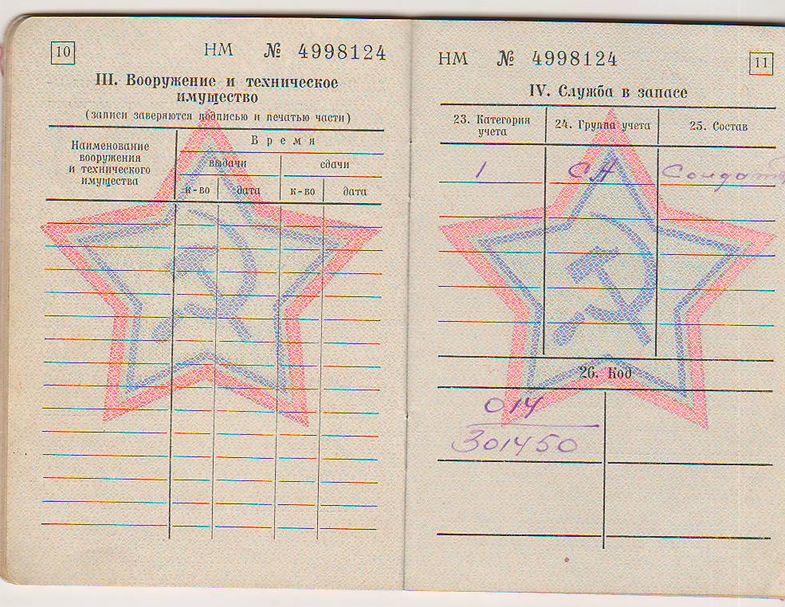 10
НМ № 4998124
III. Вооружение и техническое
имущество
(записи заверяются подписью и печатью части)
Наименование
вооружения
и технического
имущества
Время
выдачи
сдачи
к-во
дата
к-во
дата
НМ № 4998124
11
IV. Служба в запасе
23. Категория
учета
24. Группа учета
25. Состав
1
СА
Солдаты
26. Код
014
301450